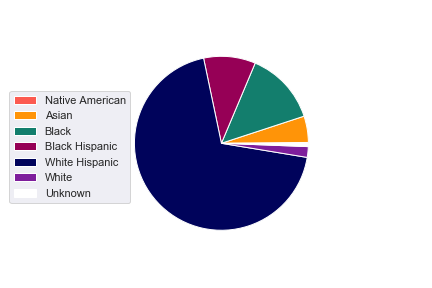 Native American
Asian
Black
Black Hispanic
White Hispanic
White
Unknown